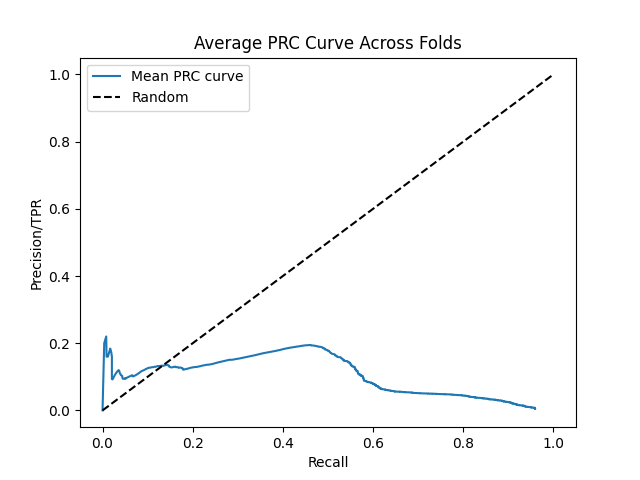 Average PRC Curve Across Folds
Mean PRC curve
Random
Precision/TPR
1.0
0.8
0.6
0.4
0.2
0.0
0.0 0.2 0.4 0.6 0.8 1.0
Recall